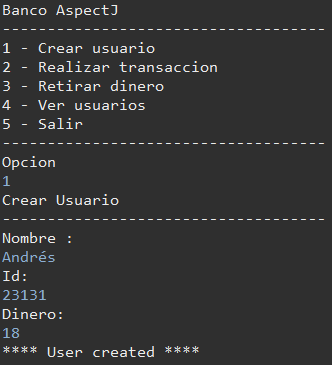 Banco AspectJ
----------------------------------
1 - Crear usuario
2 - Realizar transaccion
3 - Retirar dinero
4 - Ver usuarios
5 - Salir
----------------------------------
Opcion
1
Crear Usuario
----------------------------------
Nombre :
Andrés
Id:
23131
Dinero:
18
**** User created ****